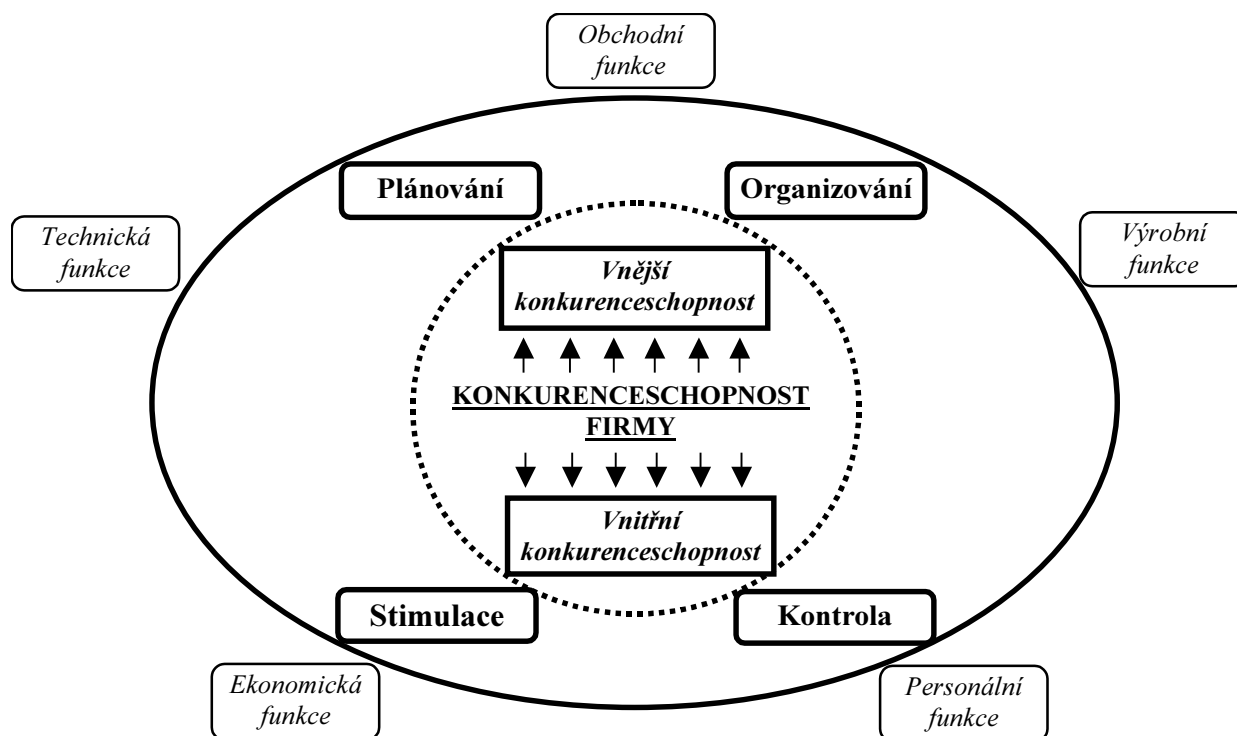 Obchodní
funkce
Plánování
Organizování
Technická
funkce
Výrobní
funkce
Vnější
konkurenceschopnost
KONKURENCESCHOPNOST
FIRMY
Vnitřní
konkurenceschopnost
Stimulace
Kontrola
Ekonomická
funkce
Personální
funkce